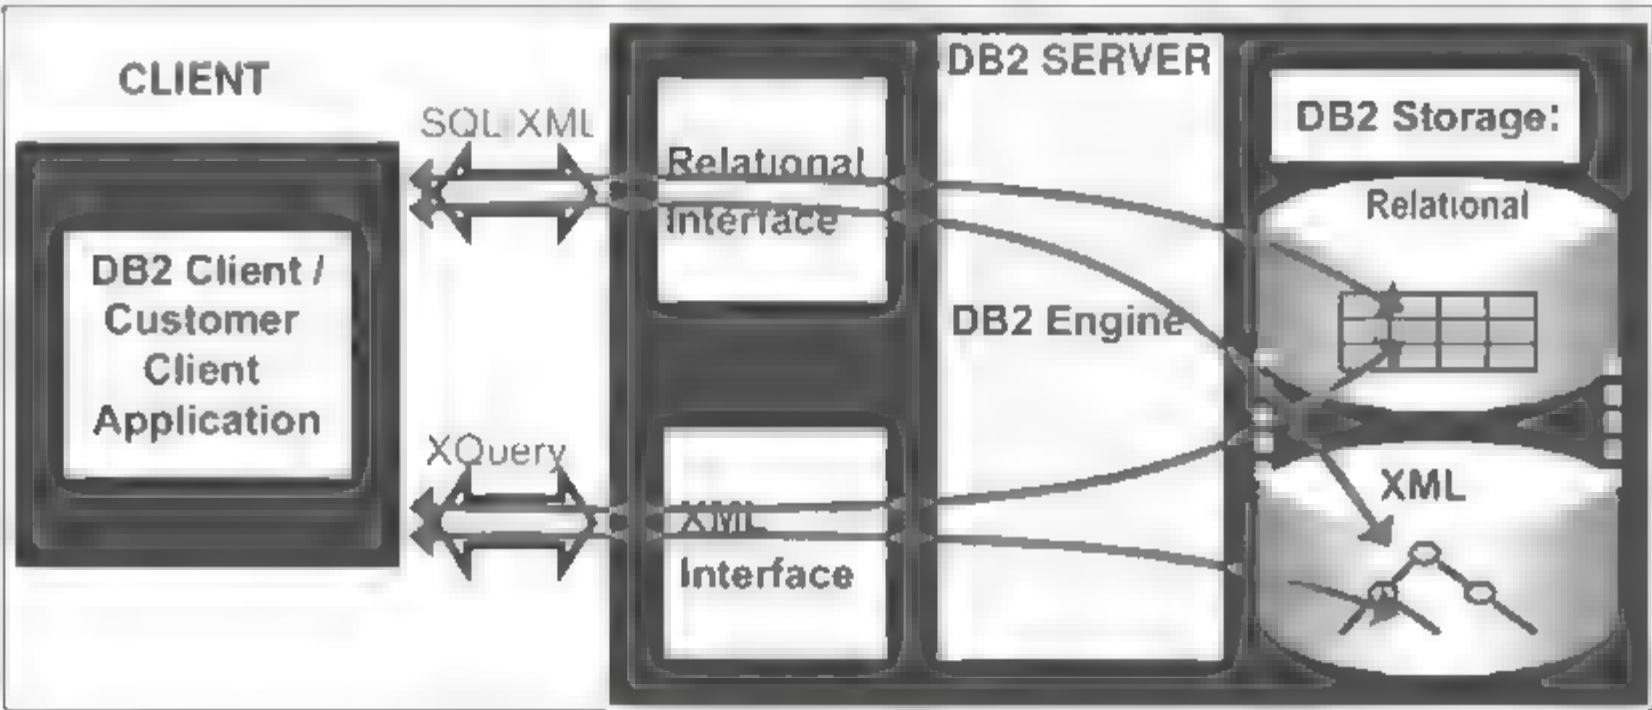 CLIENT
DB2 Client /
Customer
Client
Application
SQL XML
XQuery
Relational
Interface
XML
Interface
DB2 SERVER
DB2 Engine
DB2 Storage:
Relational
XML